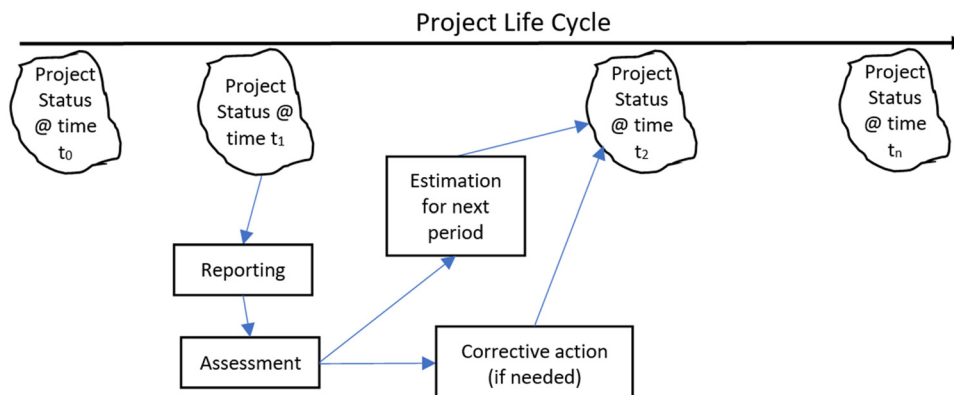 Project Life Cycle
Project
Status
@ time
t₀
Project
Status @
time t₁
Project
Status
@ time
t₂
Project
Status
@ time
tₙ
Estimation
for next
period
Reporting
Assessment
Corrective action
(if needed)